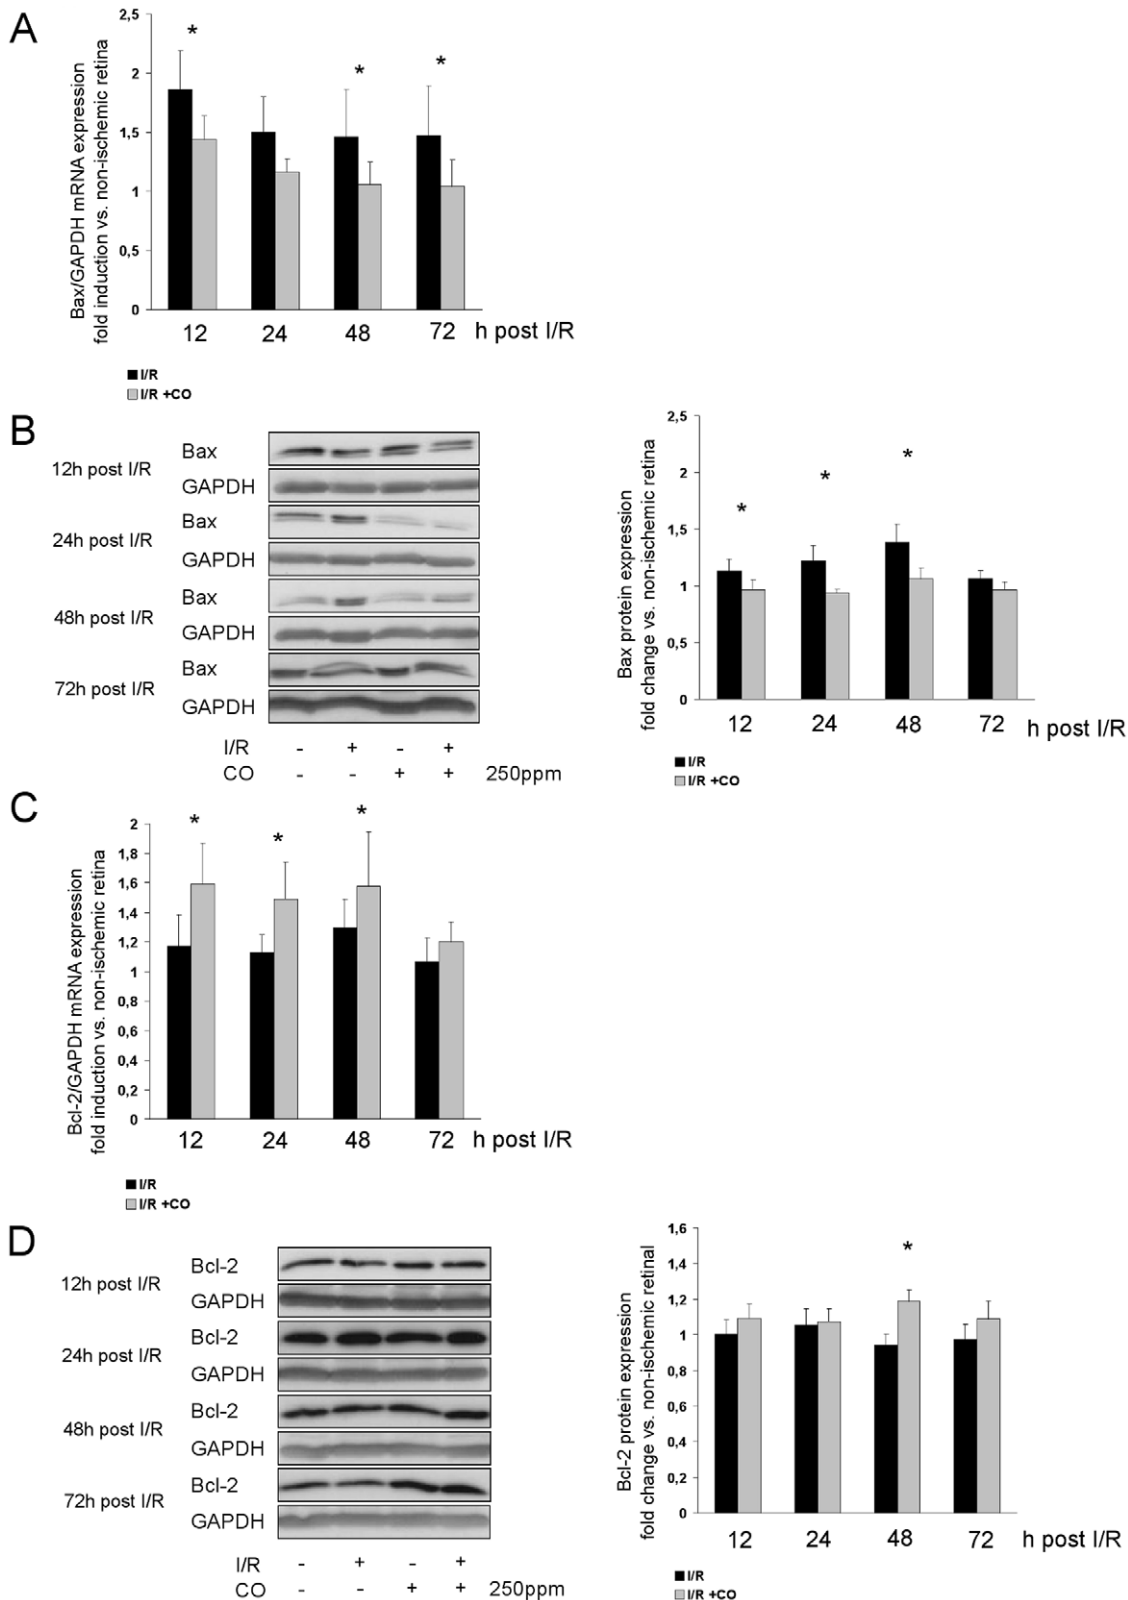 A
Bax/GAPDH mRNA expression
fold induction vs. non-ischemic retina
2,5
2
1,5
1
0,5
0
*
*
*
12 24 48 72 h post I/R
I/R
I/R +CO
B
12h post I/R
Bax
GAPDH
24h post I/R
Bax
GAPDH
48h post I/R
Bax
GAPDH
72h post I/R
Bax
GAPDH
I/R - + - +
CO - - + + 250ppm
Bax protein expression
fold change vs. non-ischemic retina
2,5
2
1,5
1
0,5
0
*
*
*
12 24 48 72 h post I/R
I/R
I/R +CO
C
Bcl-2/GAPDH mRNA expression
fold induction vs. non-ischemic retina
2
1,8
1,6
1,4
1,2
1
0,8
0,6
0,4
0,2
0
*
*
*
12 24 48 72 h post I/R
I/R
I/R +CO
D
12h post I/R
Bcl-2
GAPDH
24h post I/R
Bcl-2
GAPDH
48h post I/R
Bcl-2
GAPDH
72h post I/R
Bcl-2
GAPDH
I/R - + - +
CO - - + + 250ppm
Bcl-2 protein expression
fold change vs. non-ischemic retinal
1,6
1,4
1,2
1
0,8
0,6
0,4
0,2
0
*
12 24 48 72 h post I/R
I/R
I/R +CO